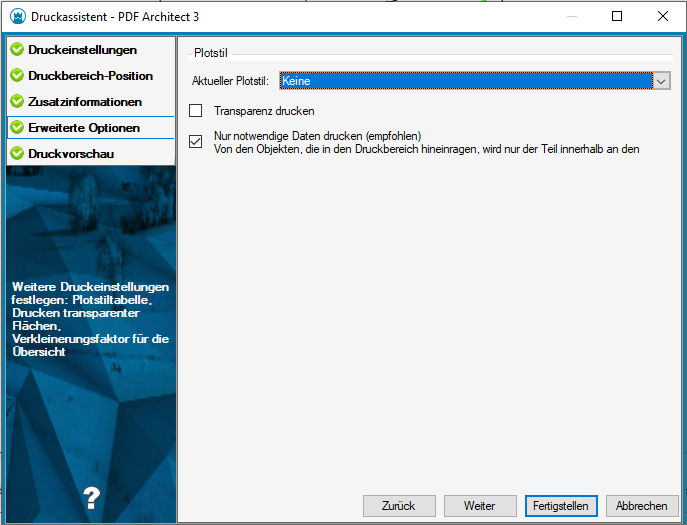 Druckassistent - PDF Architect 3
Druckeinstellungen
Druckbereich-Position
Zusatzinformationen
Erweiterte Optionen
Druckvorschau
Weitere Druckeinstellungen
festlegen: Plotstiltabelle,
Drucken transparenter
Flächen,
Verkleinerungsfaktor für die
Übersicht
?
Plotstil
Aktueller Plotstil: Keine
Transparenz drucken
Nur notwendige Daten drucken (empfohlen)
Von den Objekten, die in den Druckbereich hineinragen, wird nur der Teil innerhalb an den
Zurück Weiter Fertigstellen Abbrechen